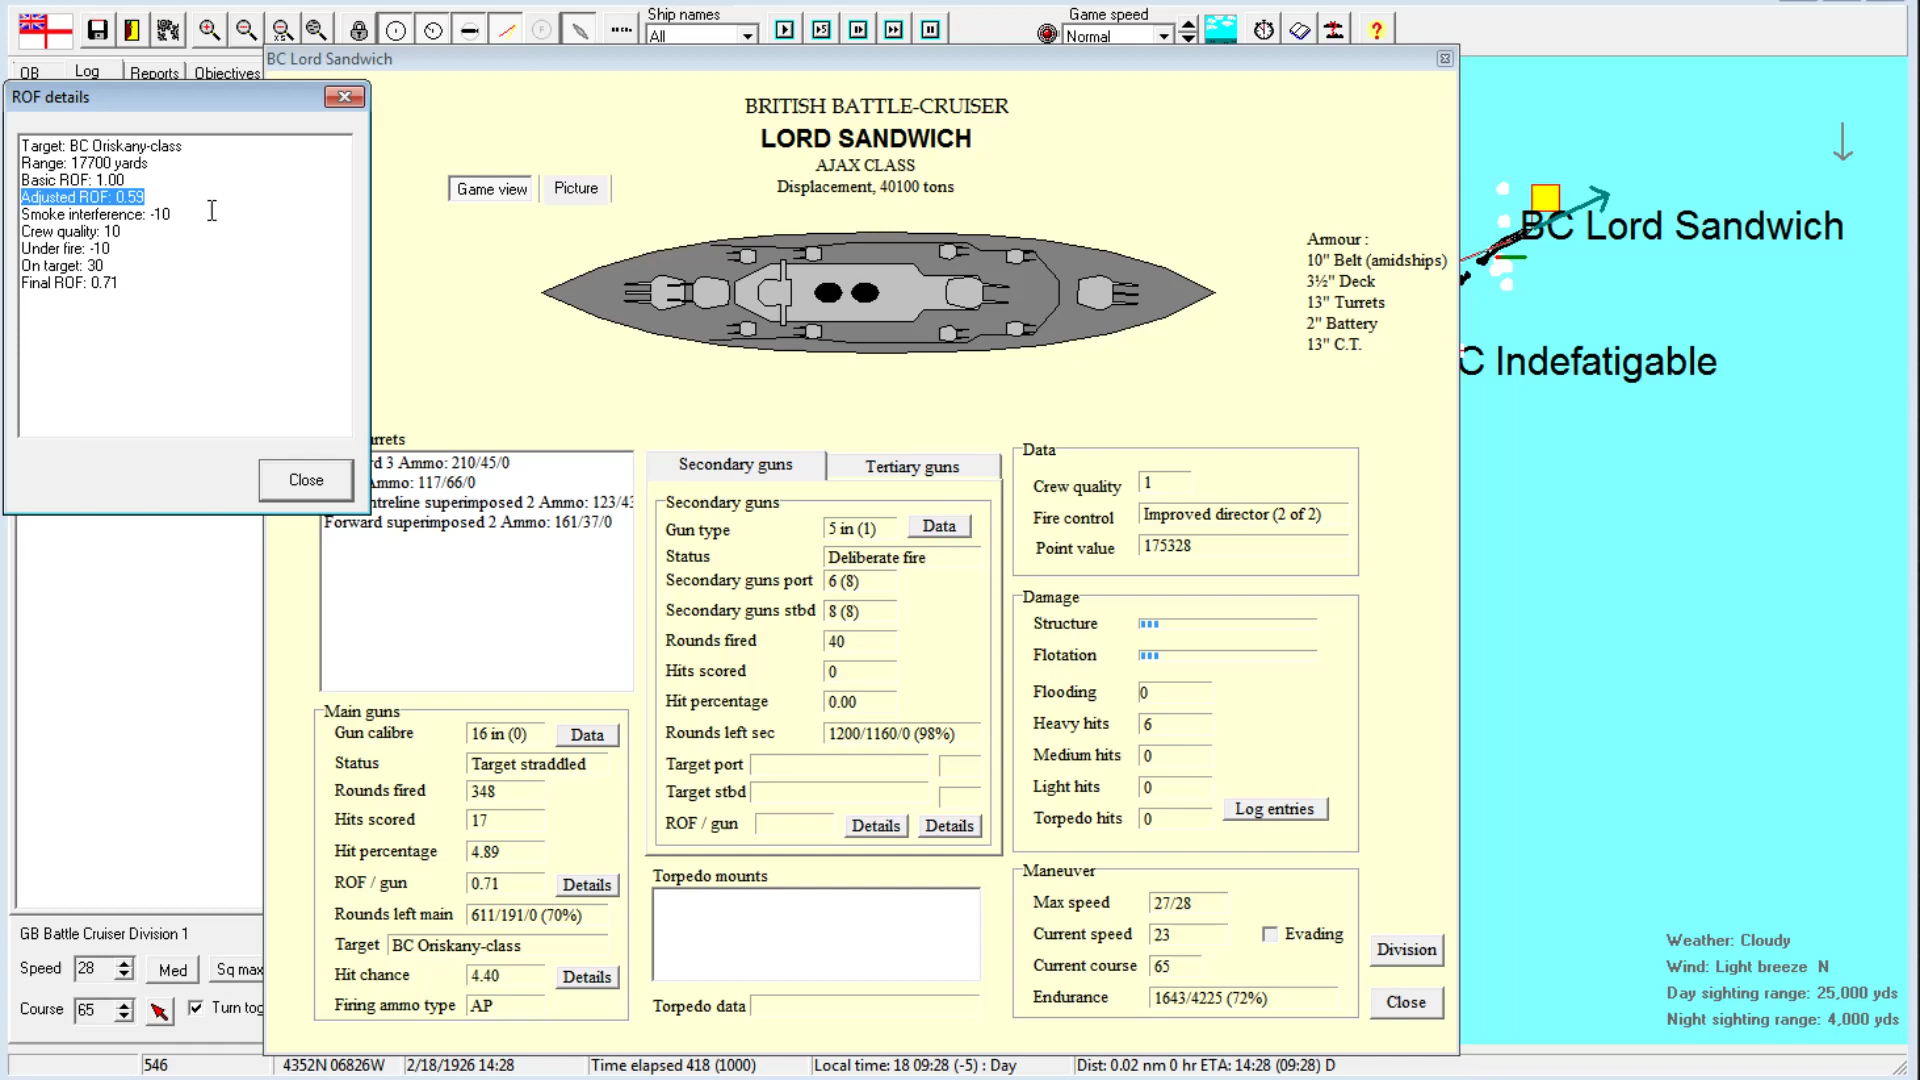 Ship names
All
Game speed
Normal
OB
Log
Reports
Objectives
BC Lord Sandwich
ROF details
Target: BC Oriskany-class
Range: 17700 yards
Basic ROF: 1.00
Adjusted ROF: 0.59
Smoke interference: -10
Crew quality: 10
Under fire: -10
On target: 30
Final ROF: 0.71
Close
BRITISH BATTLE-CRUISER
LORD SANDWICH
AJAX CLASS
Displacement, 40100 tons
Game view
Picture
Armour :
10" Belt (amidships)
3½" Deck
13" Turrets
2" Battery
13" C.T.
BC Lord Sandwich
C Indefatigable
urrets
rd 3 Ammo: 210/45/0
Ammo: 117/66/0
ntreline superimposed 2 Ammo: 123/43
Forward superimposed 2 Ammo: 161/37/0
Main guns
Gun calibre 16 in (0) Data
Status Target straddled
Rounds fired 348
Hits scored 17
Hit percentage 4.89
ROF / gun 0.71 Details
Rounds left main 611/191/0 (70%)
Target BC Oriskany-class
Hit chance 4.40 Details
Firing ammo type AP
Secondary guns
Tertiary guns
Secondary guns
Gun type 5 in (1) Data
Status Deliberate fire
Secondary guns port 6 (8)
Secondary guns stbd 8 (8)
Rounds fired 40
Hits scored 0
Hit percentage 0.00
Rounds left sec 1200/1160/0 (98%)
Target port
Target stbd
ROF / gun Details Details
Torpedo mounts
Torpedo data
Data
Crew quality 1
Fire control Improved director (2 of 2)
Point value 175328
Damage
Structure
Flotation
Flooding 0
Heavy hits 6
Medium hits 0
Light hits 0
Log entries
Torpedo hits 0
Maneuver
Max speed 27/28
Current speed 23
Evading
Current course 65
Endurance 1643/4225 (72%)
Division
Close
GB Battle Cruiser Division 1
Speed 28 Med Sq max
Course 65 Turn tog
Weather: Cloudy
Wind: Light breeze N
Day sighting range: 25,000 yds
Night sighting range: 4,000 yds
546
4352N 06826W
2/18/1926 14:28
Time elapsed 418 (1000)
Local time: 18 09:28 (-5) : Day
Dist: 0.02 nm 0 hr ETA: 14:28 (09:28) D